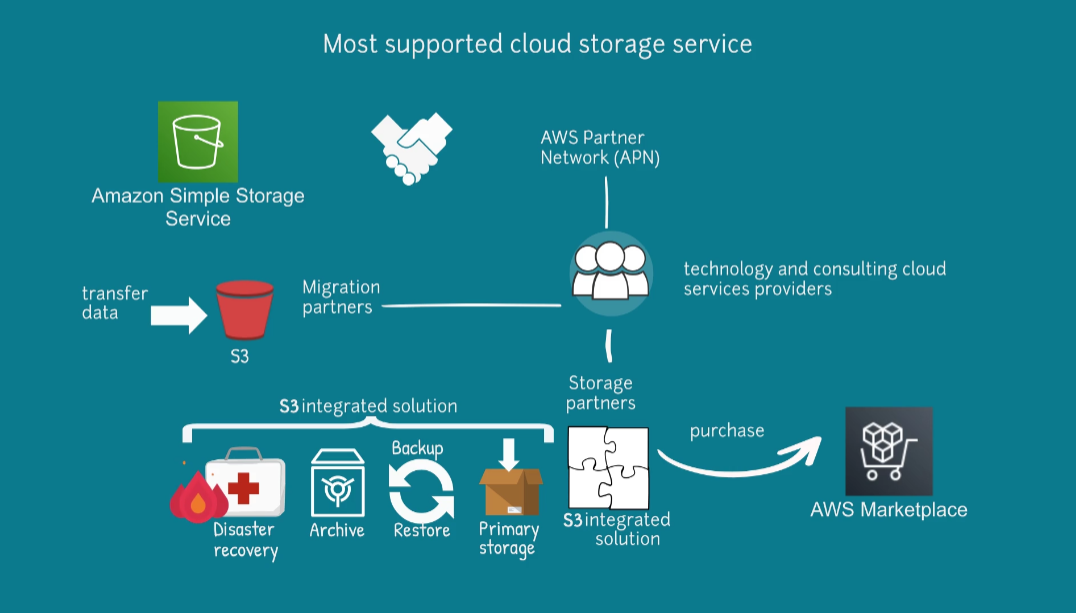 Most supported cloud storage service
AWS Partner
Network (APN)
Amazon Simple Storage
Service
technology and consulting cloud
services providers
transfer
data
Migration
partners
S3
Storage
partners
S3 integrated solution
purchase
Backup
Disaster
recovery
Archive
Restore
Primary
storage
S3 integrated
solution
AWS Marketplace